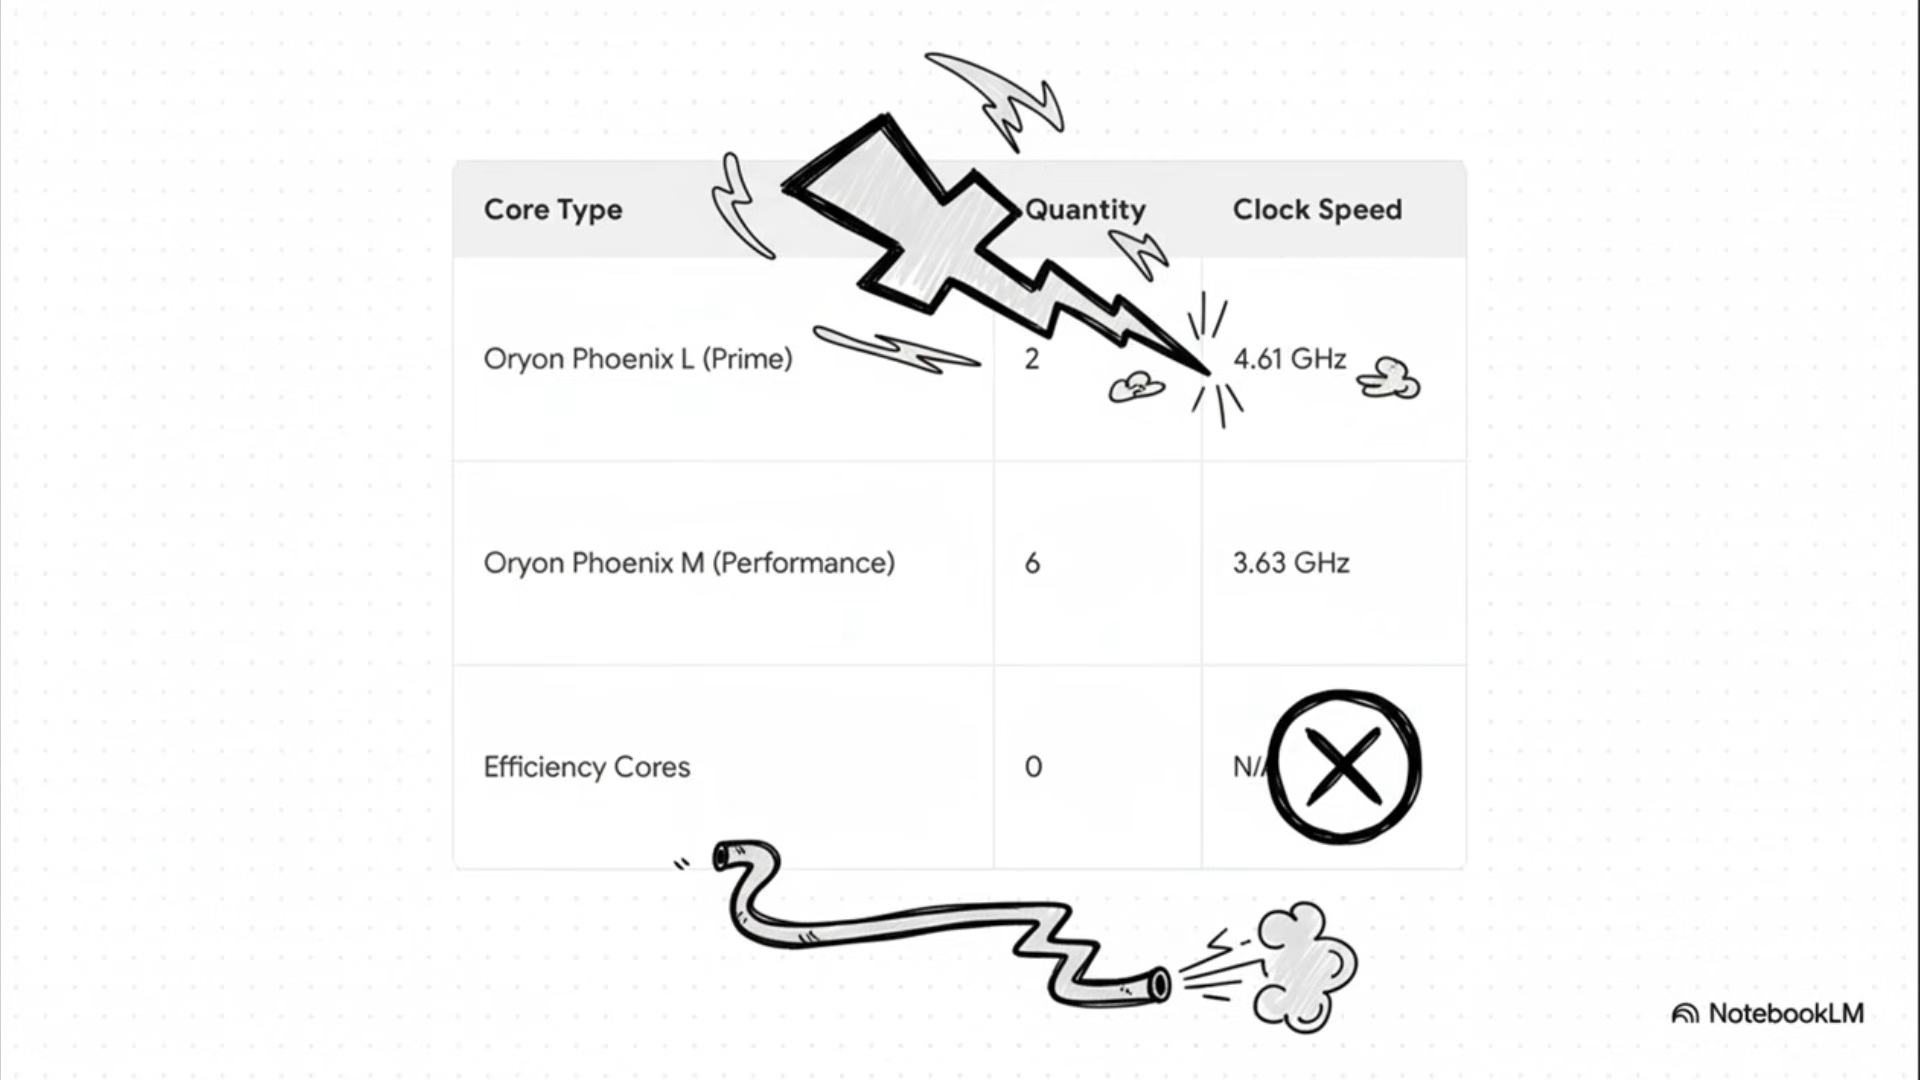 Core Type Quantity Clock Speed
Oryon Phoenix L (Prime) 2 4.61 GHz
Oryon Phoenix M (Performance) 6 3.63 GHz
Efficiency Cores 0 N/
NotebookLM